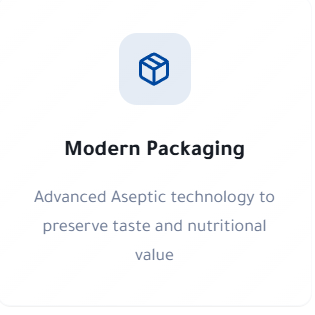 Modern Packaging
Advanced Aseptic technology to
preserve taste and nutritional
value